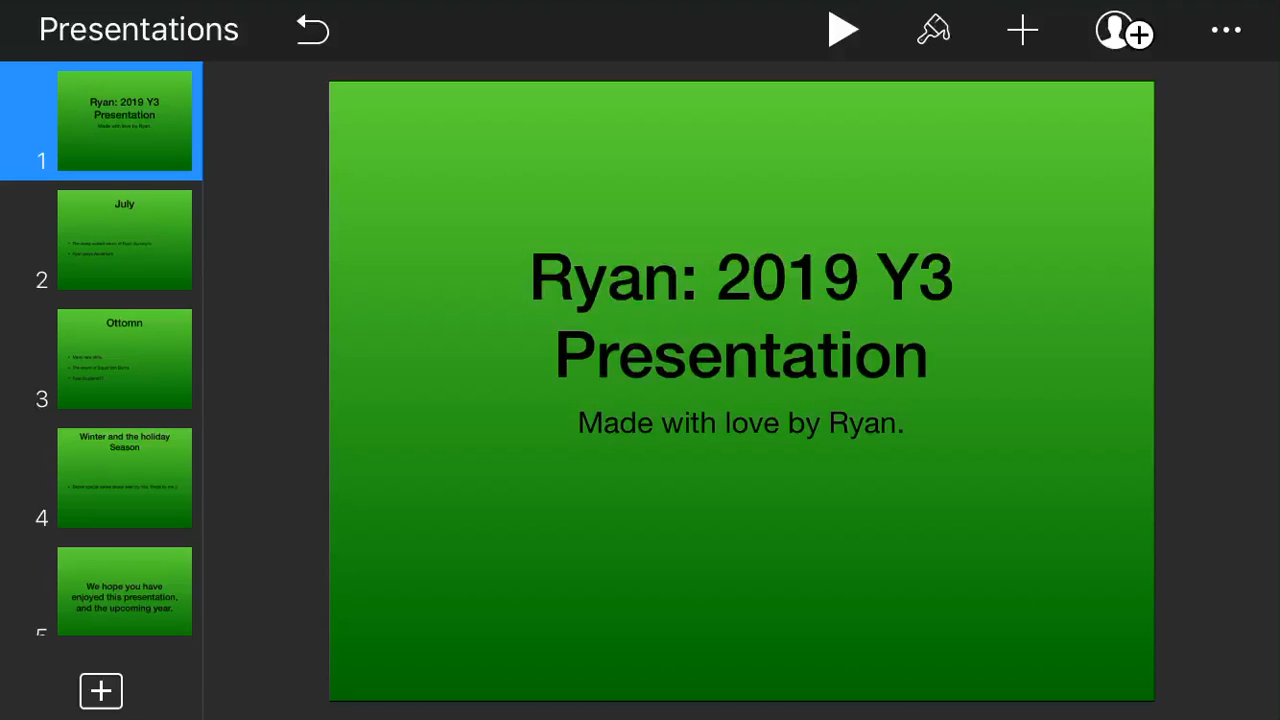 Presentations
Ryan: 2019 Y3
Presentation
Made with love by Ryan
1
July
2
Ottomn
3
Winter and the holiday
Season
4
We hope you have
enjoyed this presentation,
and the upcoming year.
5
Ryan: 2019 Y3
Presentation
Made with love by Ryan.